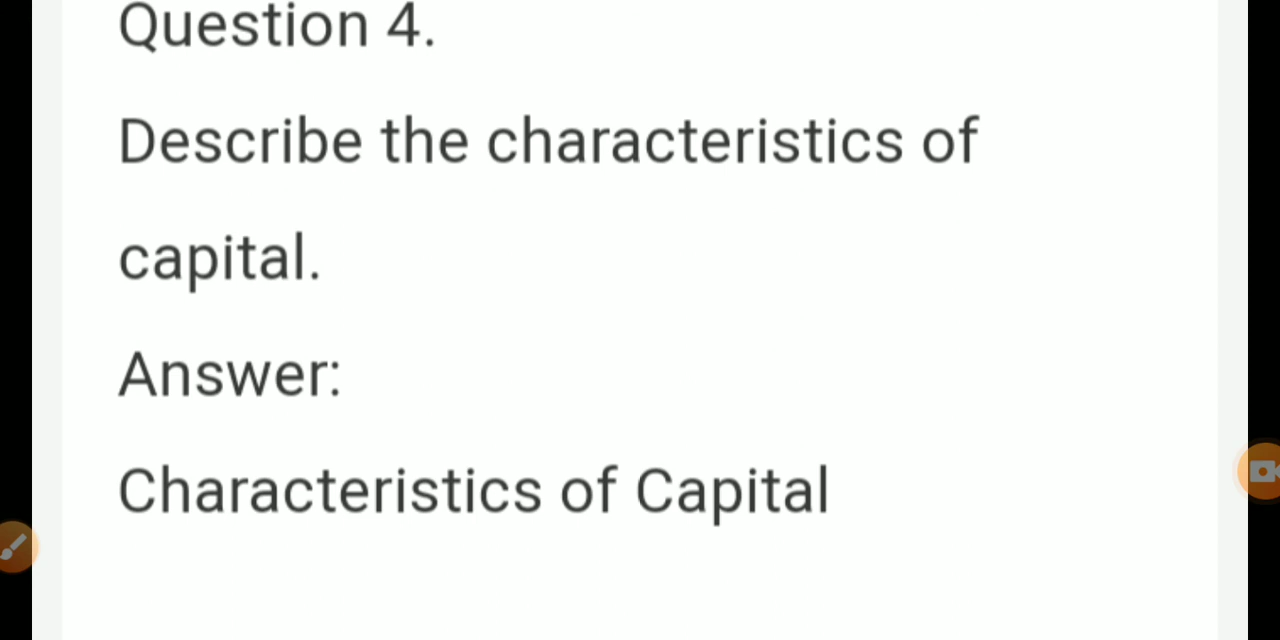 Question 4.
Describe the characteristics of
capital.
Answer:
Characteristics of Capital